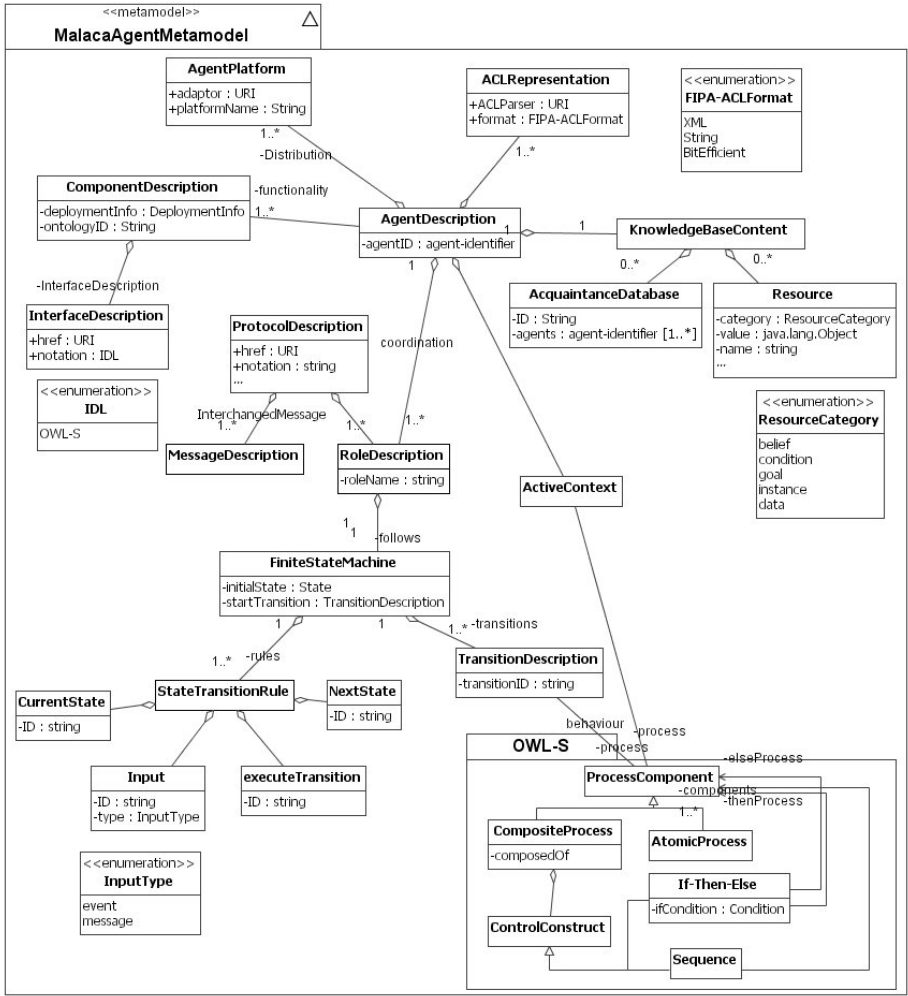 <<metamodel>>
MalacaAgentMetamodel
AgentPlatform
+adaptor : URI
+platformName : String
1..*
-Distribution
ACLRepresentation
+ACLParser : URI
+format : FIPA-ACLFormat
1..*
<<enumeration>>
FIPA-ACLFormat
XML
String
BitEfficient
ComponentDescription
-deploymentInfo : DeploymentInfo
-ontologyID : String
-functionality
1..*
AgentDescription
-agentID : agent-identifier
1
1
1
KnowledgeBaseContent
0..*
0..*
-InterfaceDescription
InterfaceDescription
+href : URI
+notation : IDL
ProtocolDescription
+href : URI
+notation : string
...
coordination
AcquaintanceDatabase
-ID : String
-agents : agent-identifier [1..*]
Resource
-category : ResourceCategory
-value : java.lang.Object
-name : string
...
<<enumeration>>
IDL
OWL-S
InterchangedMessage
1..*
1..*
1..*
<<enumeration>>
ResourceCategory
belief
condition
goal
instance
data
MessageDescription
RoleDescription
-roleName : string
ActiveContext
1
1
-follows
FiniteStateMachine
-initialState : State
-startTransition : TransitionDescription
1
1
1..*
-transitions
1..*
-rules
TransitionDescription
-transitionID : string
CurrentState
-ID : string
StateTransitionRule
NextState
-ID : string
behaviour
-process
-process
Input
-ID : string
-type : InputType
executeTransition
-ID : string
OWL-S
ProcessComponent
-elseProcess
-components
-thenProcess
1..*
CompositeProcess
-composedOf
AtomicProcess
<<enumeration>>
InputType
event
message
If-Then-Else
-ifCondition : Condition
ControlConstruct
Sequence